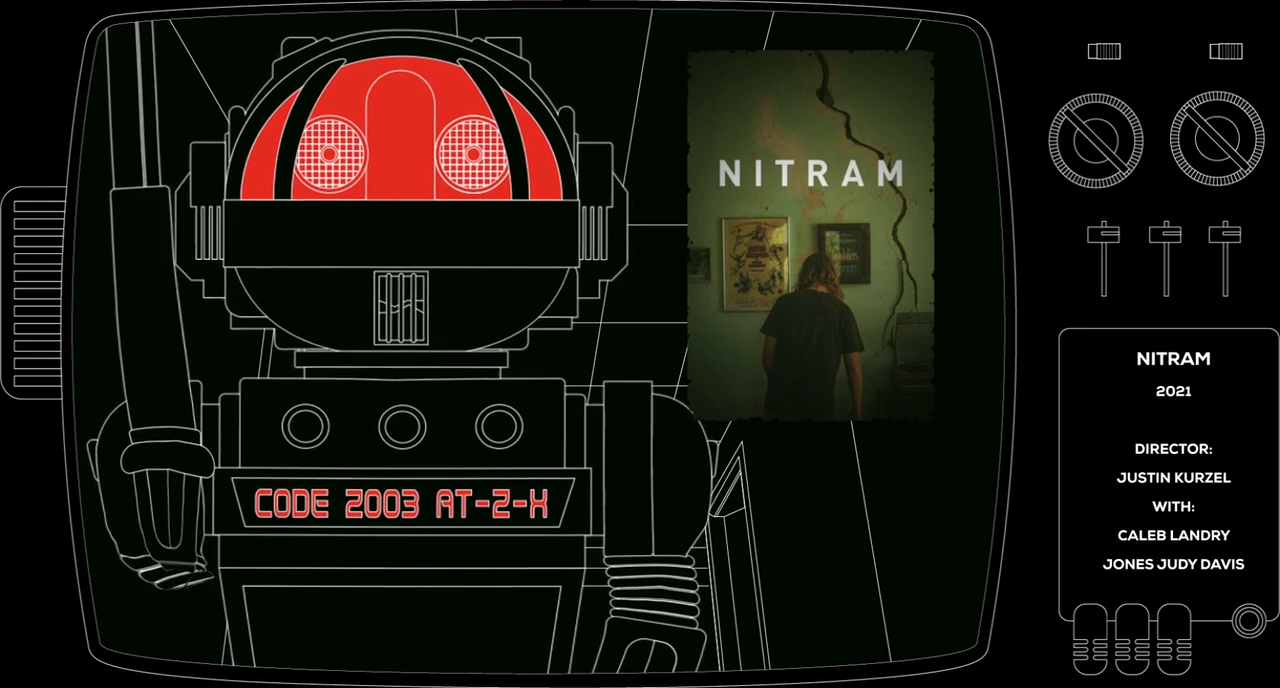 NITRAM
CODE 2003 AT-2-X
NITRAM
2021
DIRECTOR:
JUSTIN KURZEL
WITH:
CALEB LANDRY
JONES JUDY DAVIS